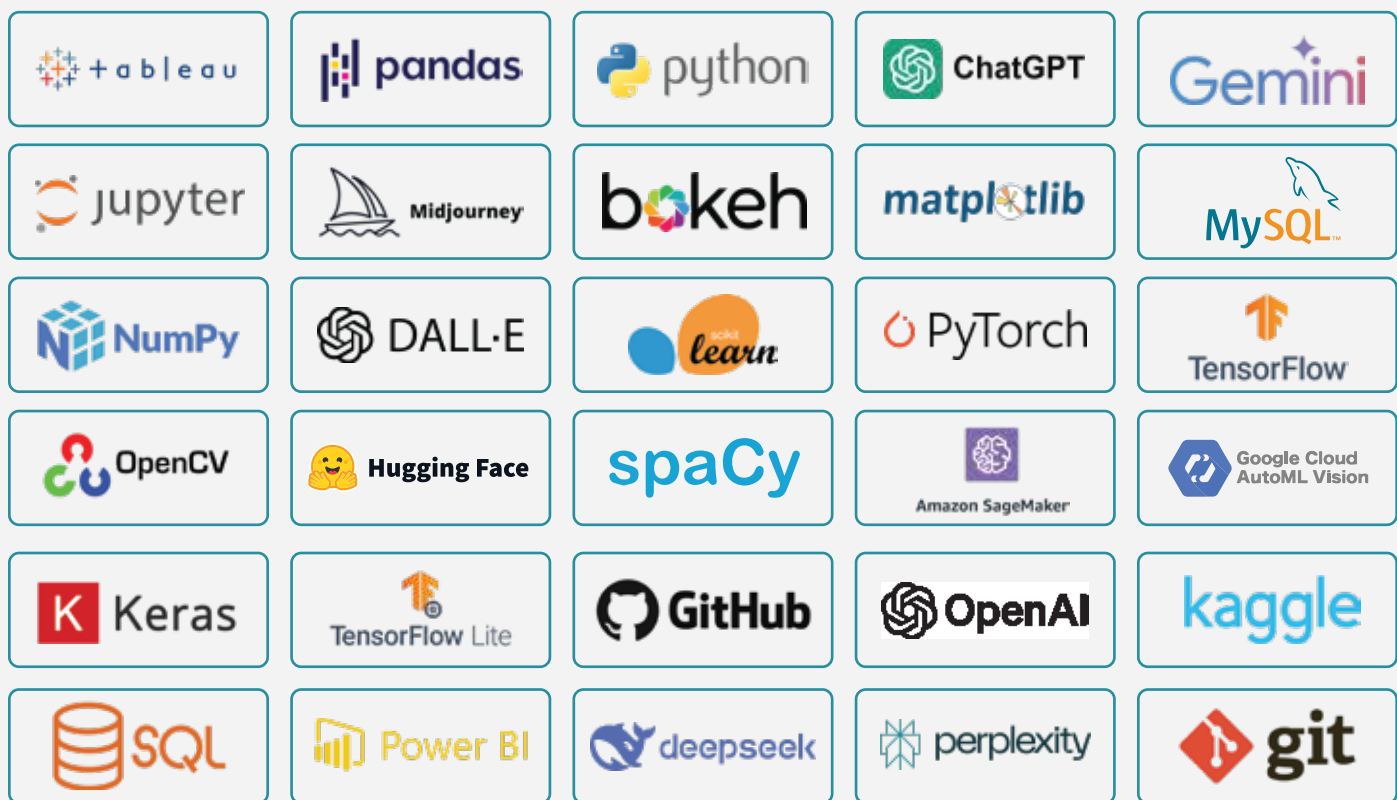 + a b | e a u
pandas
python
ChatGPT
Gemini
Jupyter
Midjourney
bokeh
matplotlib
MySQL™
NumPy
DALL·E
scikit
learn
PyTorch
TensorFlow
OpenCV
Hugging Face
spaCy
Amazon SageMaker
Google Cloud
AutoML Vision
K Keras
TensorFlow Lite
GitHub
OpenAI
kaggle
SQL
Power BI
deepseek
perplexity
git